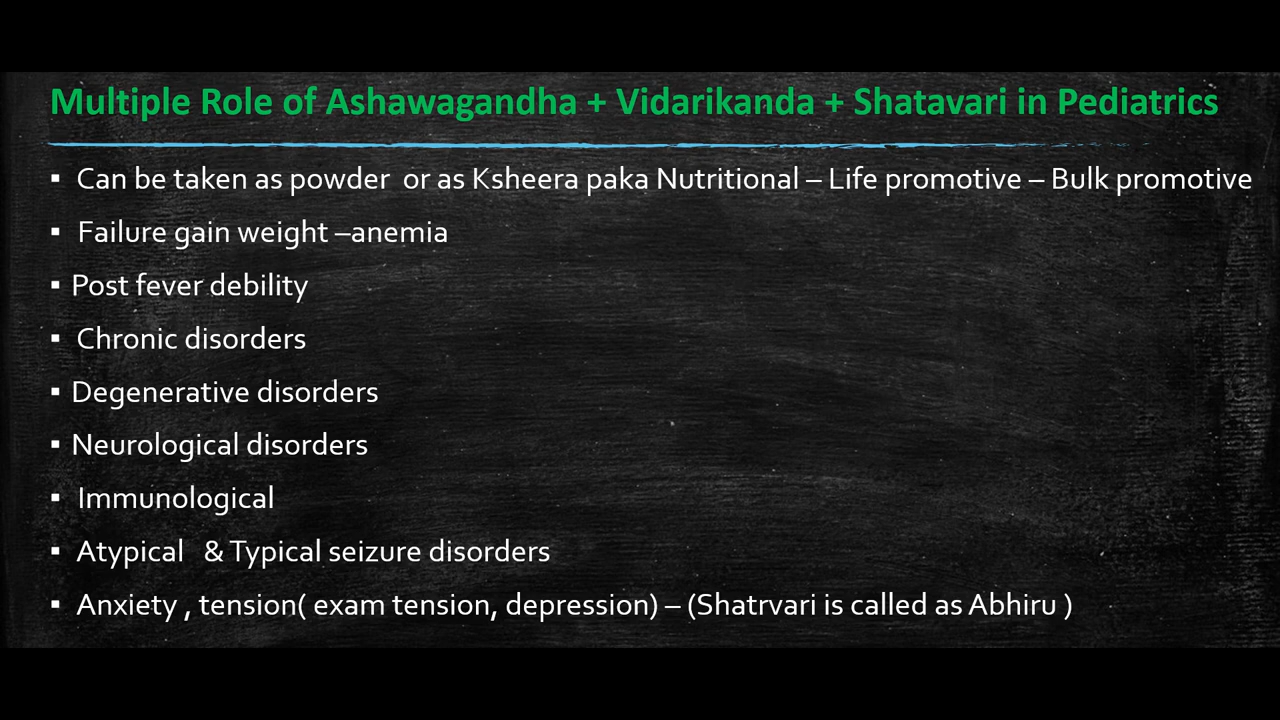 Multiple Role of Ashawagandha + Vidarikanda + Shatavari in Pediatrics
▪ Can be taken as powder or as Ksheera paka Nutritional – Life promotive – Bulk promotive
▪ Failure gain weight –anemia
▪ Post fever debility
▪ Chronic disorders
▪ Degenerative disorders
▪ Neurological disorders
▪ Immunological
▪ Atypical & Typical seizure disorders
▪ Anxiety , tension( exam tension, depression) – (Shatrvari is called as Abhiru )